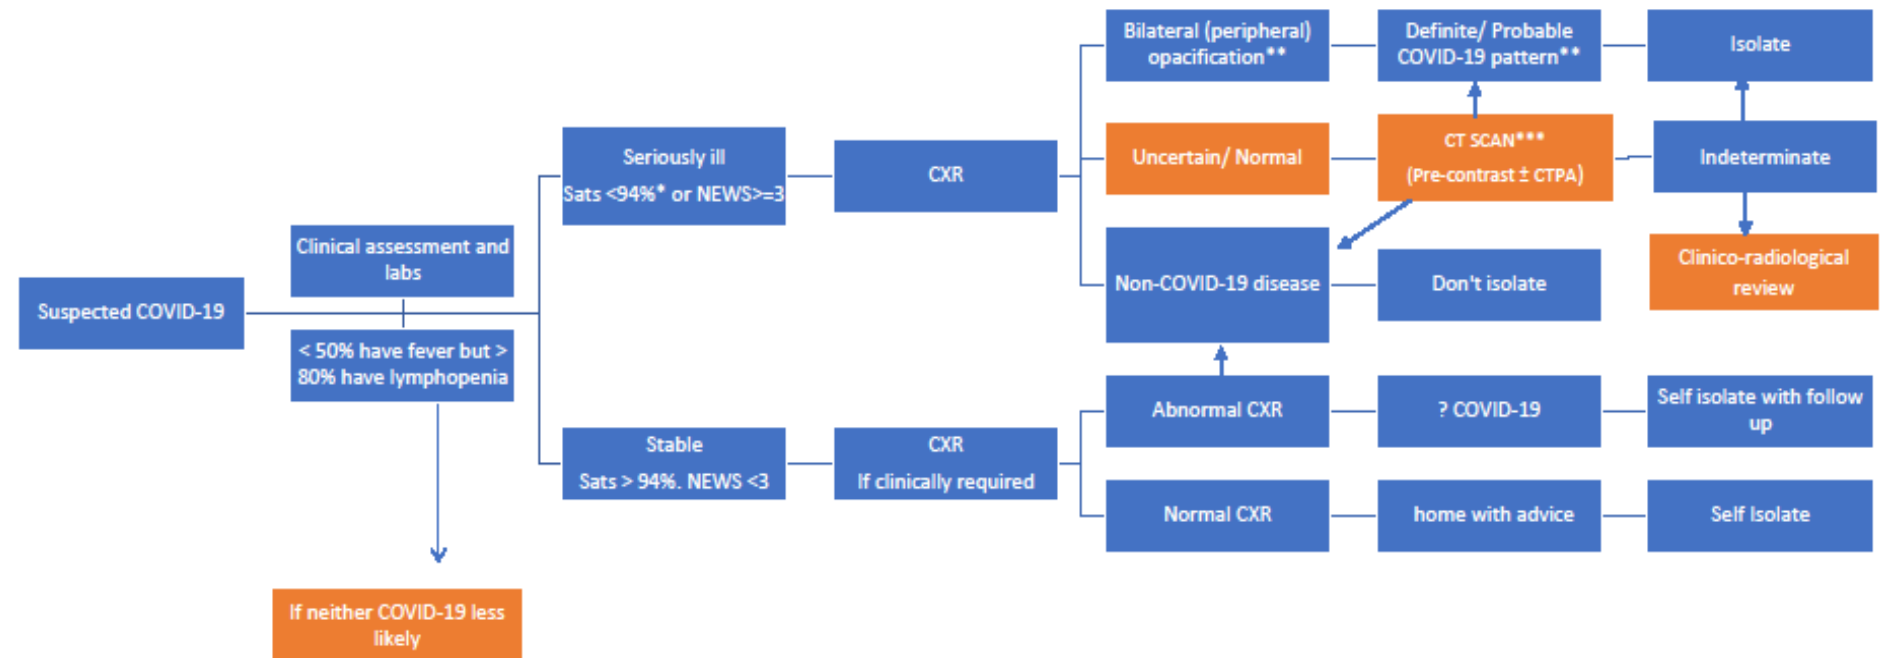 Suspected COVID-19
Clinical assessment and
labs
< 50% have fever but >
80% have lymphopenia
If neither COVID-19 less
likely
Seriously ill
Sats <94%* or NEWS>=3
CXR
Bilateral (peripheral)
opacification**
Definite/ Probable
COVID-19 pattern**
Isolate
Uncertain/ Normal
CT SCAN***
(Pre-contrast ± CTPA)
Indeterminate
Clinico-radiological
review
Non-COVID-19 disease
Don't isolate
Stable
Sats > 94%. NEWS <3
CXR
If clinically required
Abnormal CXR
? COVID-19
Self isolate with follow
up
Normal CXR
home with advice
Self Isolate